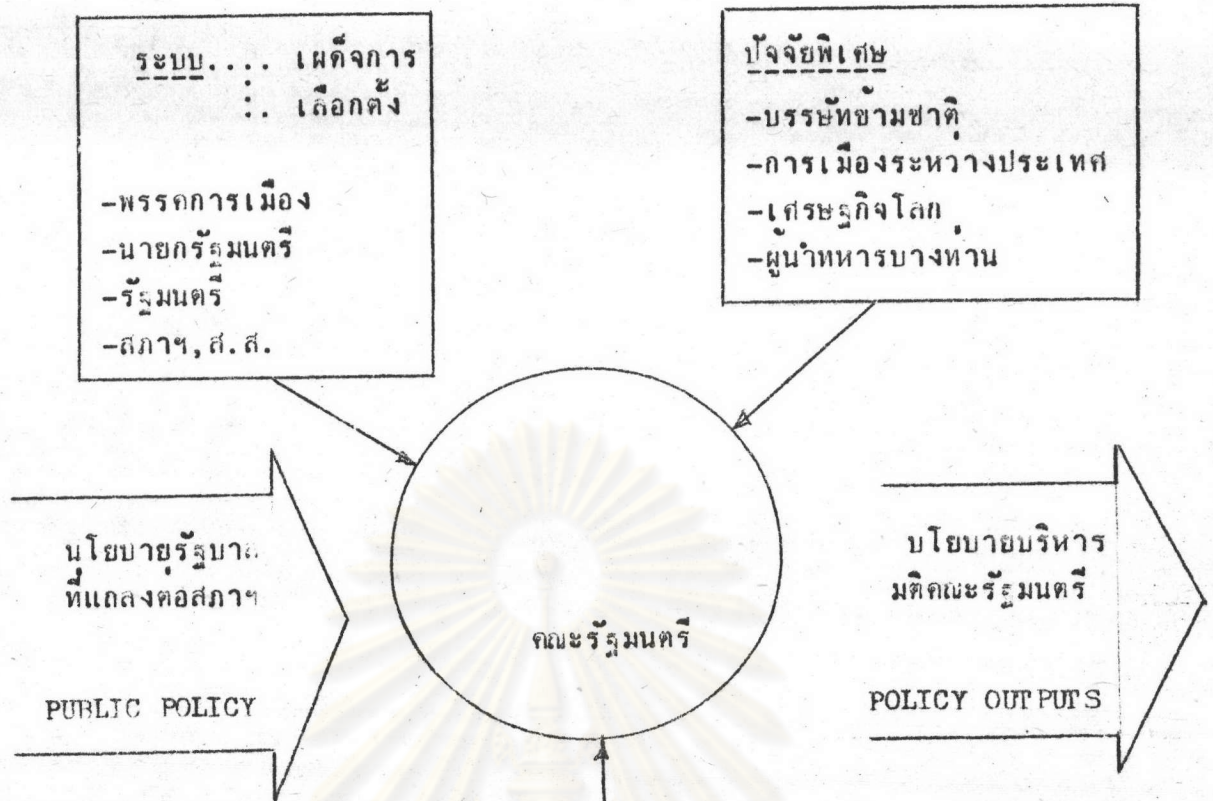 ระบบ.... เผด็จการ
:.. เลือกตั้ง
-พรรคการเมือง
-นายกรัฐมนตรี
-รัฐมนตรี
-สภาฯ,ส.ส.
ปัจจัยพิเศษ
-บรรษัทข้ามชาติ
-การเมืองระหว่างประเทศ
-เศรษฐกิจโลก
-ผู้นำทหารบางท่าน
นโยบายรัฐบาล
ที่แถลงต่อสภาฯ
PUBLIC POLICY
คณะรัฐมนตรี
นโยบายบริหาร
มติคณะรัฐมนตรี
POLICY OUTPUTS